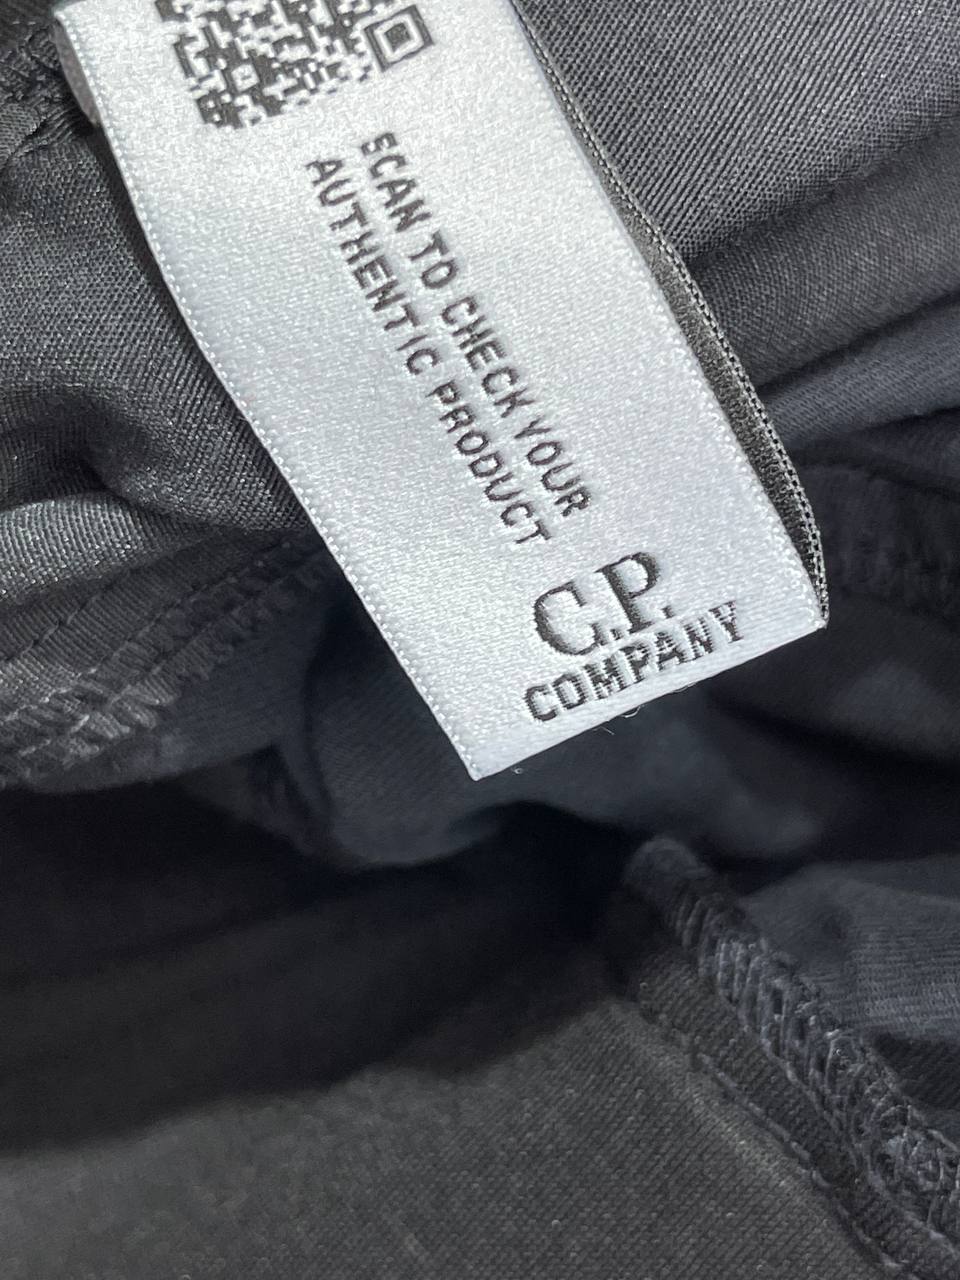 SCAN TO CHECK YOUR
AUTHENTIC PRODUCT
C.P.
COMPANY